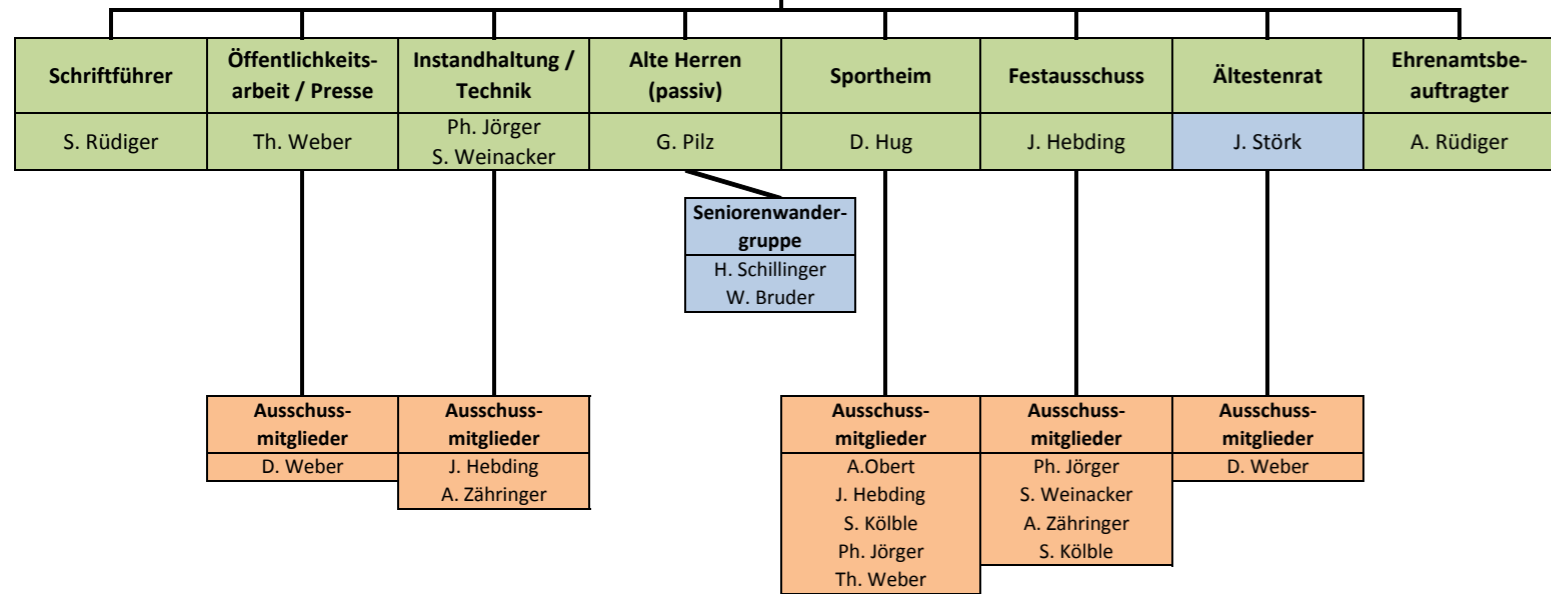 Schriftführer
Öffentlichkeits-
arbeit / Presse
Instandhaltung /
Technik
Alte Herren
(passiv)
Sportheim
Festausschuss
Ältestenrat
Ehrenamtsbe-
auftragter
S. Rüdiger
Th. Weber
Ph. Jörger
S. Weinacker
G. Pilz
D. Hug
J. Hebding
J. Störk
A. Rüdiger
Seniorenwander-
gruppe
H. Schillinger
W. Bruder
Ausschuss-
mitglieder
D. Weber
Ausschuss-
mitglieder
J. Hebding
A. Zähringer
Ausschuss-
mitglieder
A.Obert
J. Hebding
S. Kölble
Ph. Jörger
Th. Weber
Ausschuss-
mitglieder
Ph. Jörger
S. Weinacker
A. Zähringer
S. Kölble
Ausschuss-
mitglieder
D. Weber